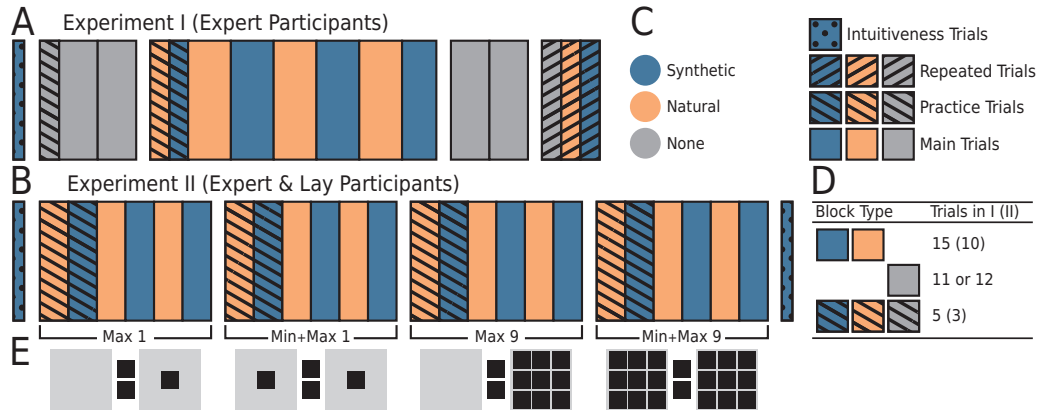 A Experiment I (Expert Participants)
C
Synthetic
Natural
None
Intuitiveness Trials
Repeated Trials
Practice Trials
Main Trials
B Experiment II (Expert & Lay Participants)
Max 1
Min+Max 1
Max 9
Min+Max 9
D
Block Type Trials in I (II)
15 (10)
11 or 12
5 (3)
E